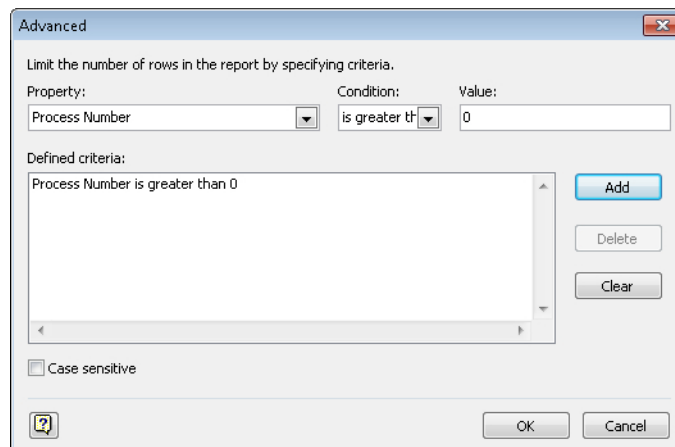 Advanced
Limit the number of rows in the report by specifying criteria.
Property: Condition: Value:
Process Number is greater th 0
Defined criteria:
Process Number is greater than 0
Add
Delete
Clear
Case sensitive
? OK Cancel